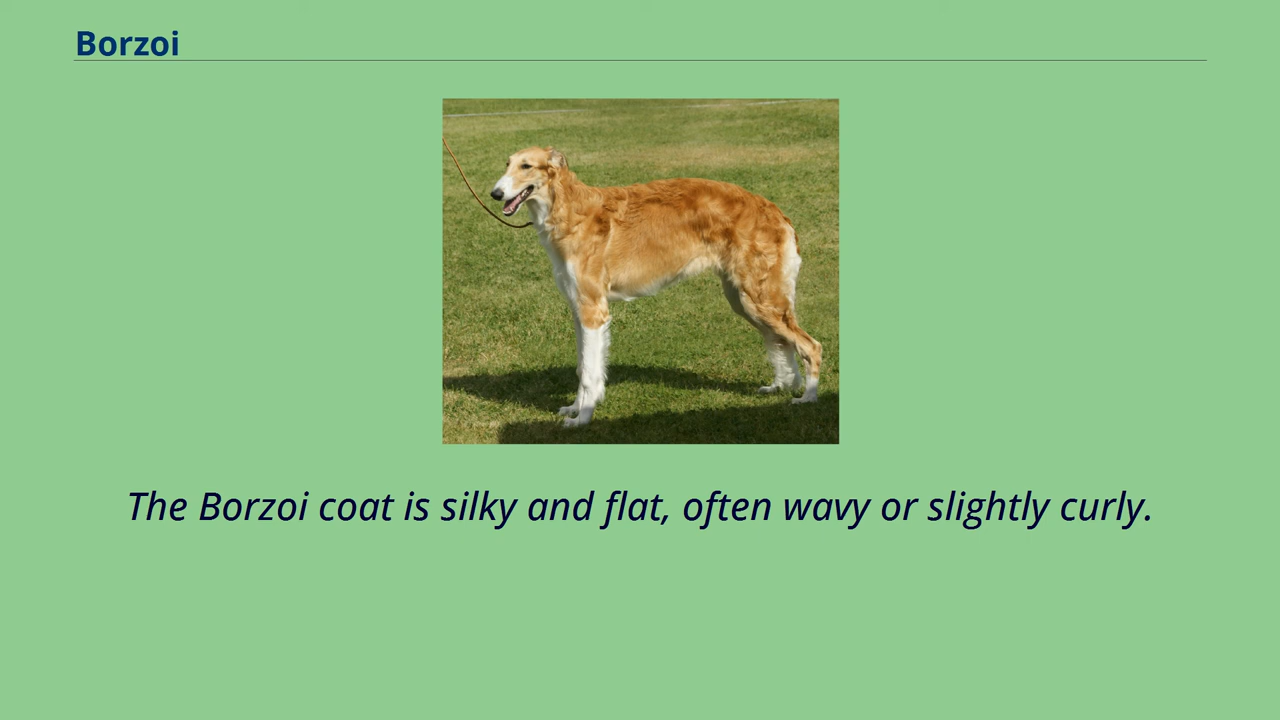 Borzoi
The Borzoi coat is silky and flat, often wavy or slightly curly.